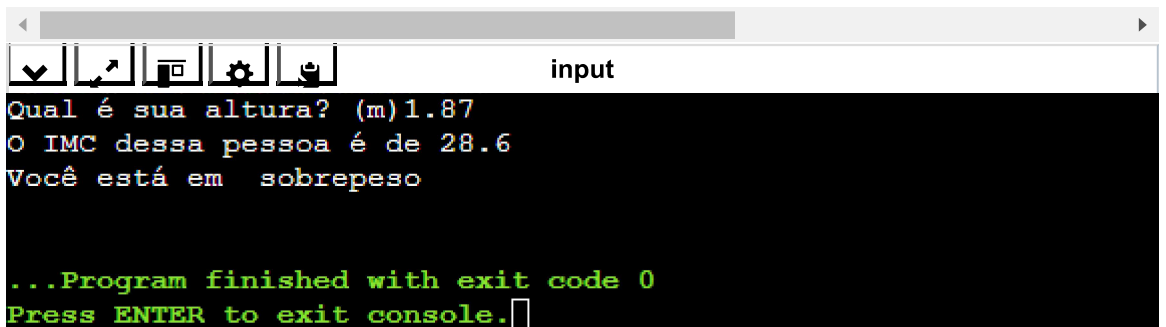 input
Qual é sua altura? (m)1.87
O IMC dessa pessoa é de 28.6
Você está em  sobrepeso
...Program finished with exit code 0
Press ENTER to exit console.